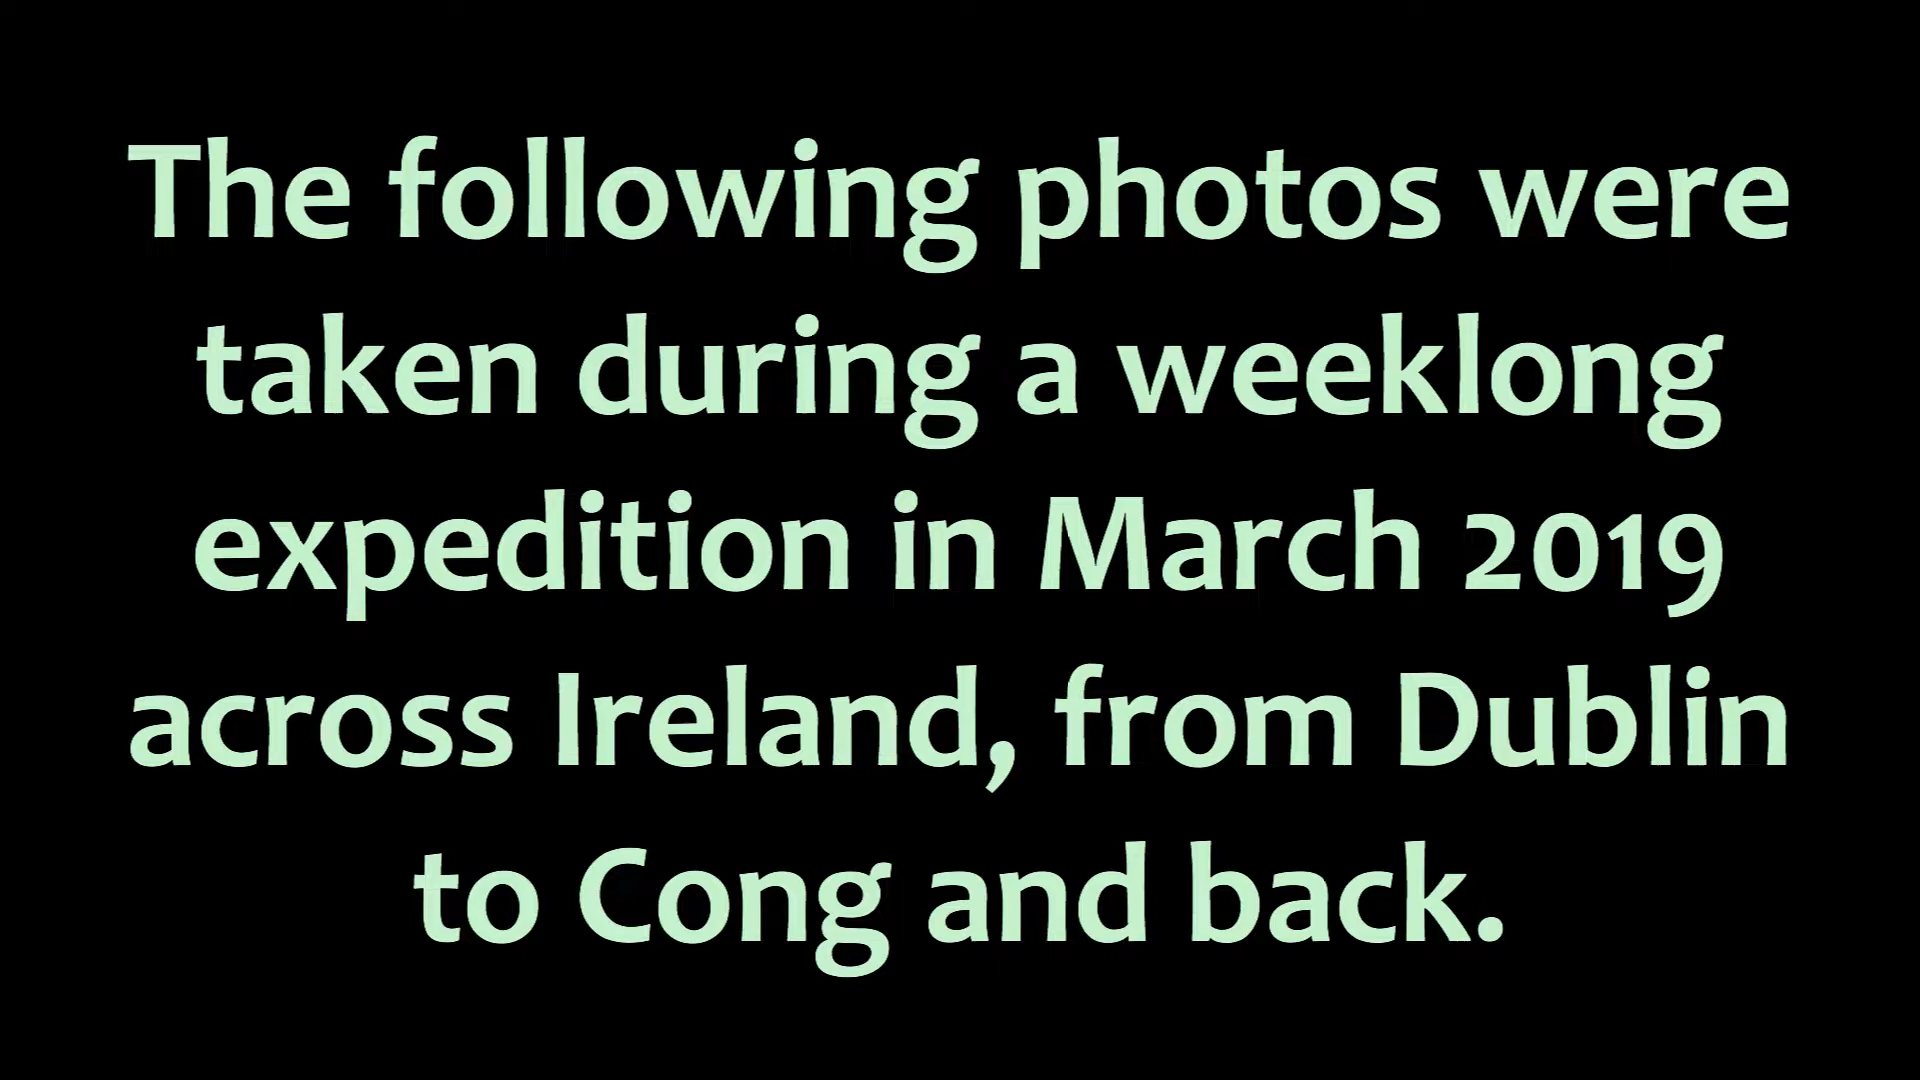 The following photos were
taken during a weeklong
expedition in March 2019
across Ireland, from Dublin
to Cong and back.